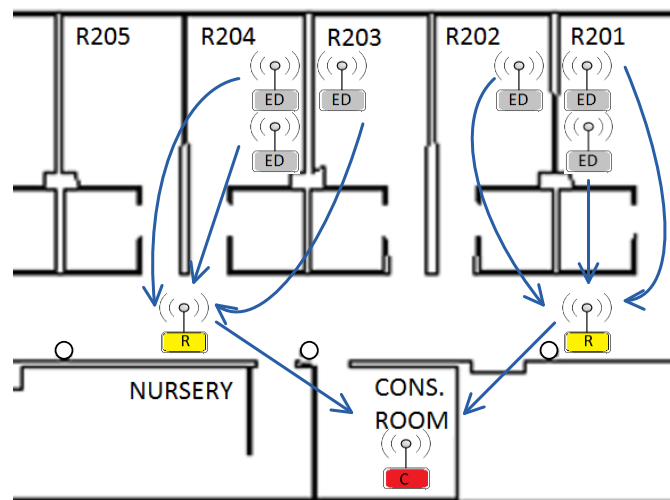 R205
R204
R203
R202
R201
ED
ED
ED
ED
ED
ED
R
R
NURSERY
CONS.
ROOM
C